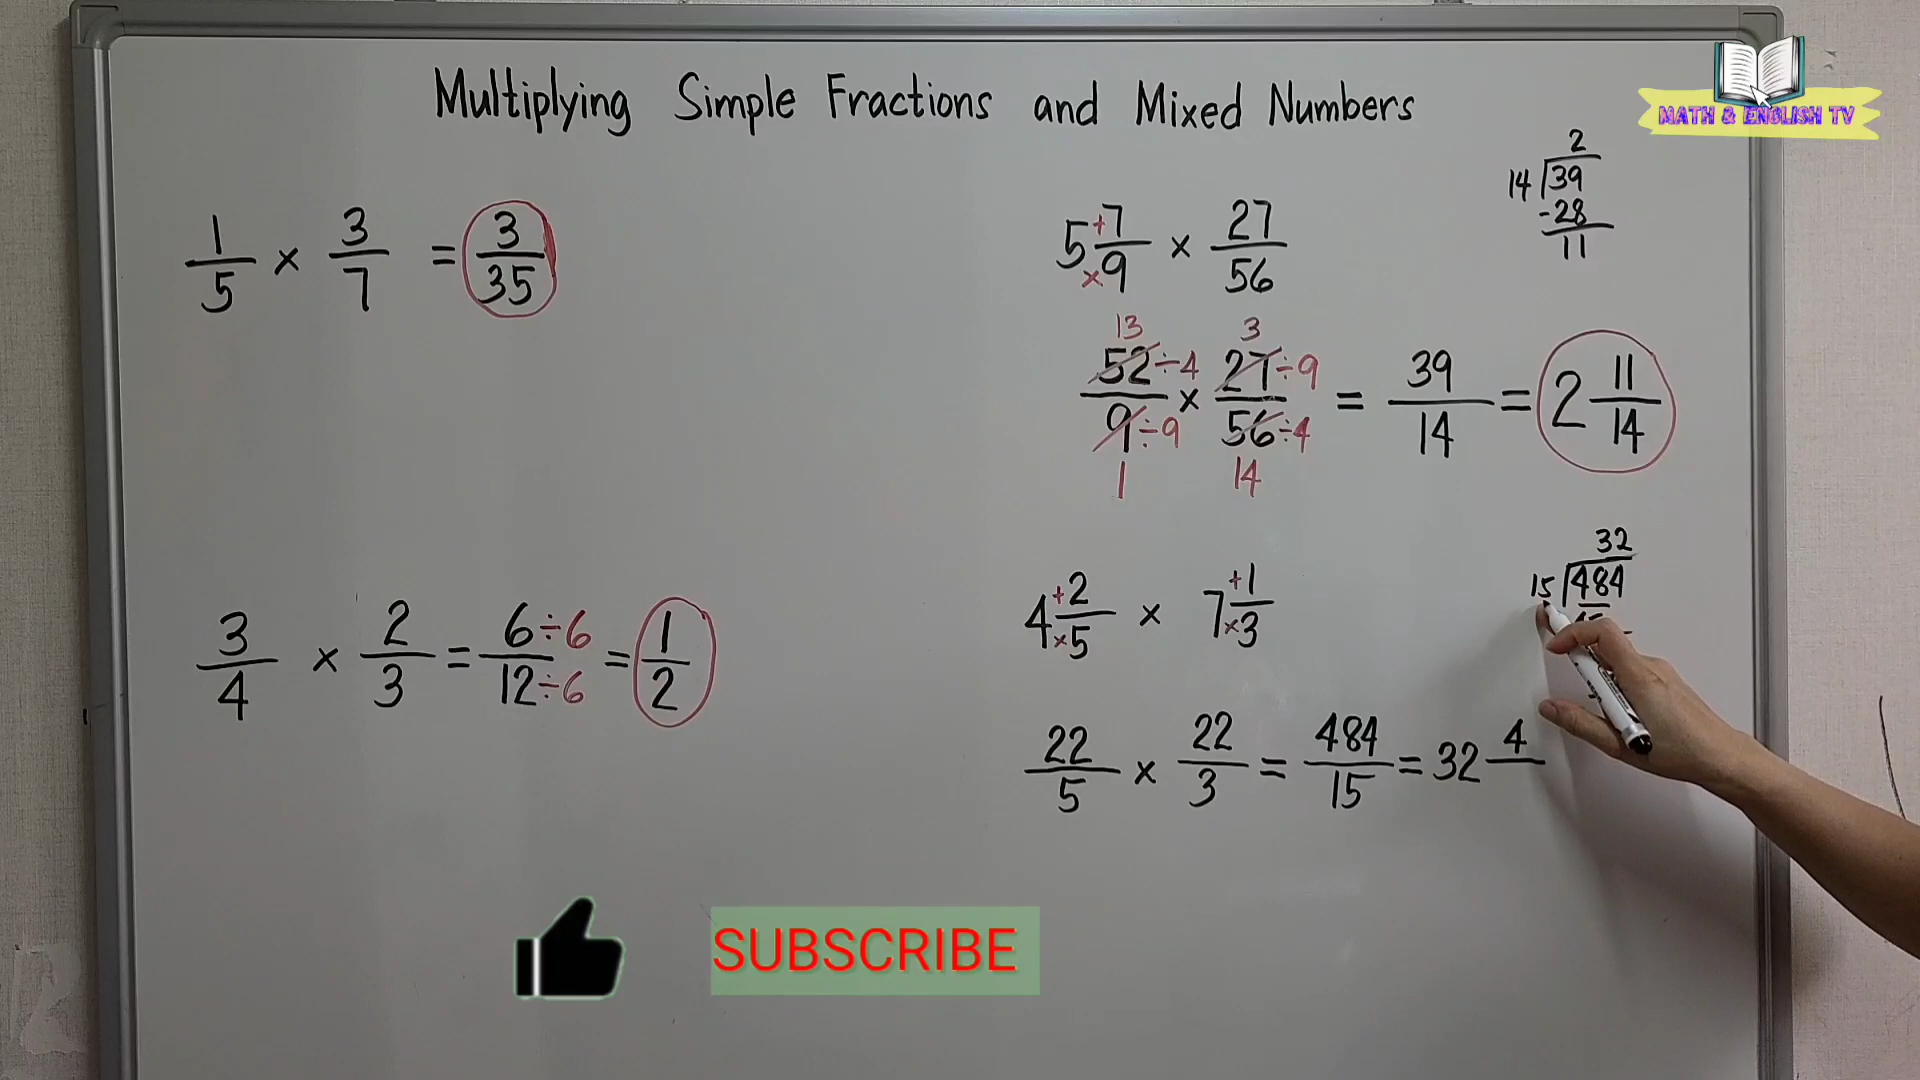 Multiplying Simple Fractions and Mixed Numbers
MATH & ENGLISH TV
1/5 × 3/7 = 3/35
3/4 × 2/3 = 6÷6/12÷6 = 1/2
5 +7/×9 × 27/56
2
14 39
-28
11
13 3
52÷4/9÷9 × 27÷9/56÷4 = 39/14 = 2 11/14
1 14
4 +2/×5 × 7 +1/×3
32
15 484
22/5 × 22/3 = 484/15 = 32 4/
SUBSCRIBE